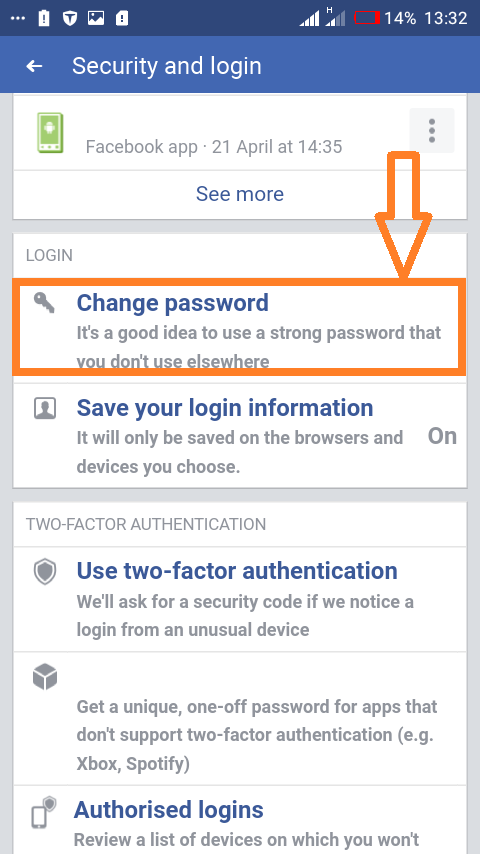 H
14% 13:32
Security and login
Facebook app · 21 April at 14:35
See more
LOGIN
Change password
It's a good idea to use a strong password that
you don't use elsewhere
Save your login information
It will only be saved on the browsers and
devices you choose.
On
TWO-FACTOR AUTHENTICATION
Use two-factor authentication
We'll ask for a security code if we notice a
login from an unusual device
Get a unique, one-off password for apps that
don't support two-factor authentication (e.g.
Xbox, Spotify)
Authorised logins
Review a list of devices on which you won't